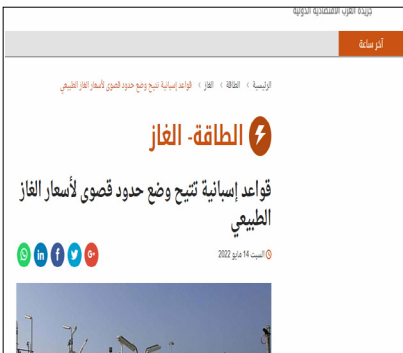 جريدة العرب الاقتصادية الدولية
آخر ساعة
الرئيسية › الطاقة › الغاز › قواعد إسبانية تتيح وضع حدود قصوى لأسعار الغاز الطبيعي
الطاقة- الغاز
قواعد إسبانية تتيح وضع حدود قصوى لأسعار الغاز
الطبيعي
السبت 14 مايو 2022